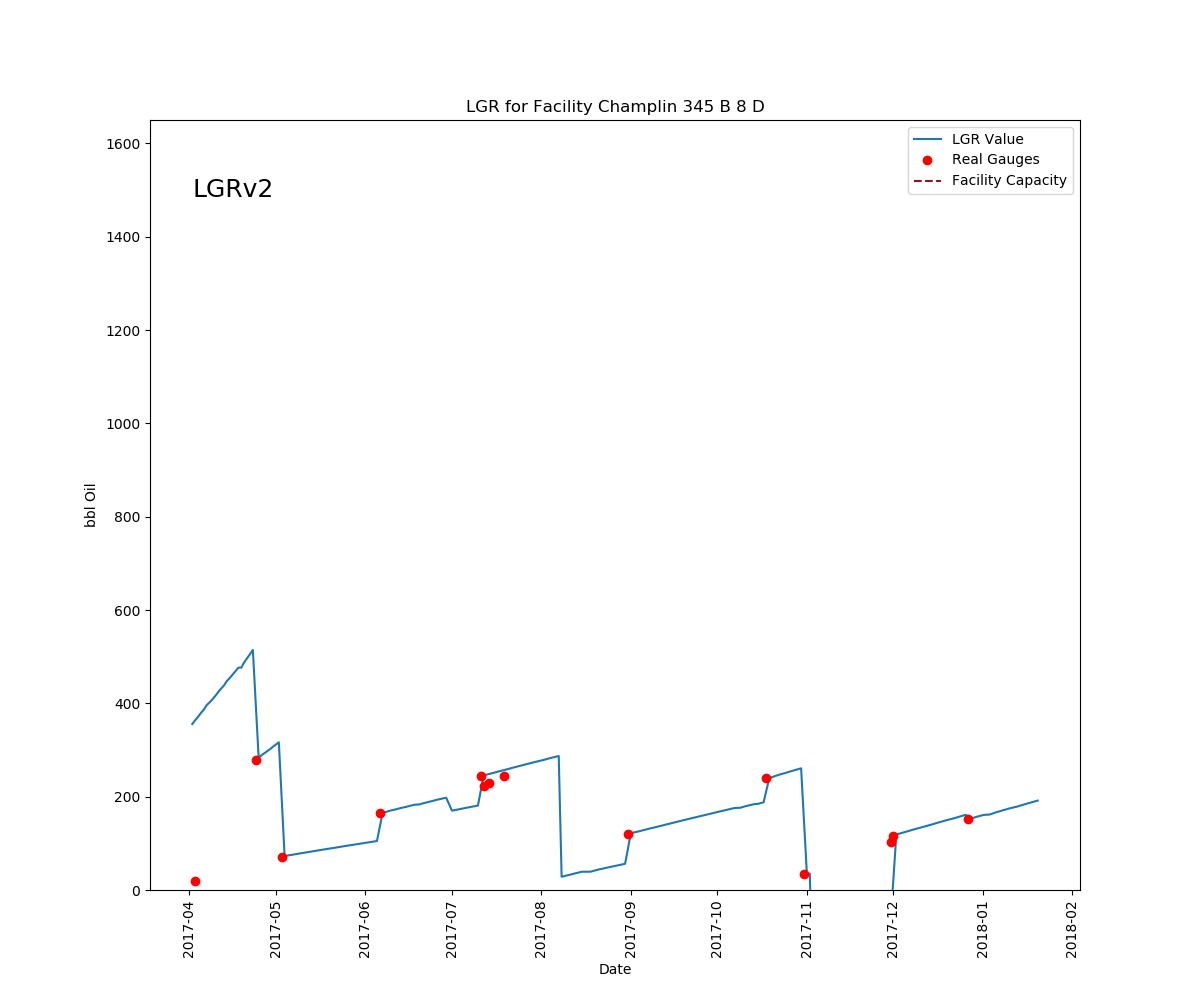 LGR for Facility Champlin 345 B 8 D
LGR Value
Real Gauges
Facility Capacity
LGRv2
1600
1400
1200
1000
800
600
400
200
0
bbl Oil
2017-04
2017-05
2017-06
2017-07
2017-08
2017-09
2017-10
2017-11
2017-12
2018-01
2018-02
Date